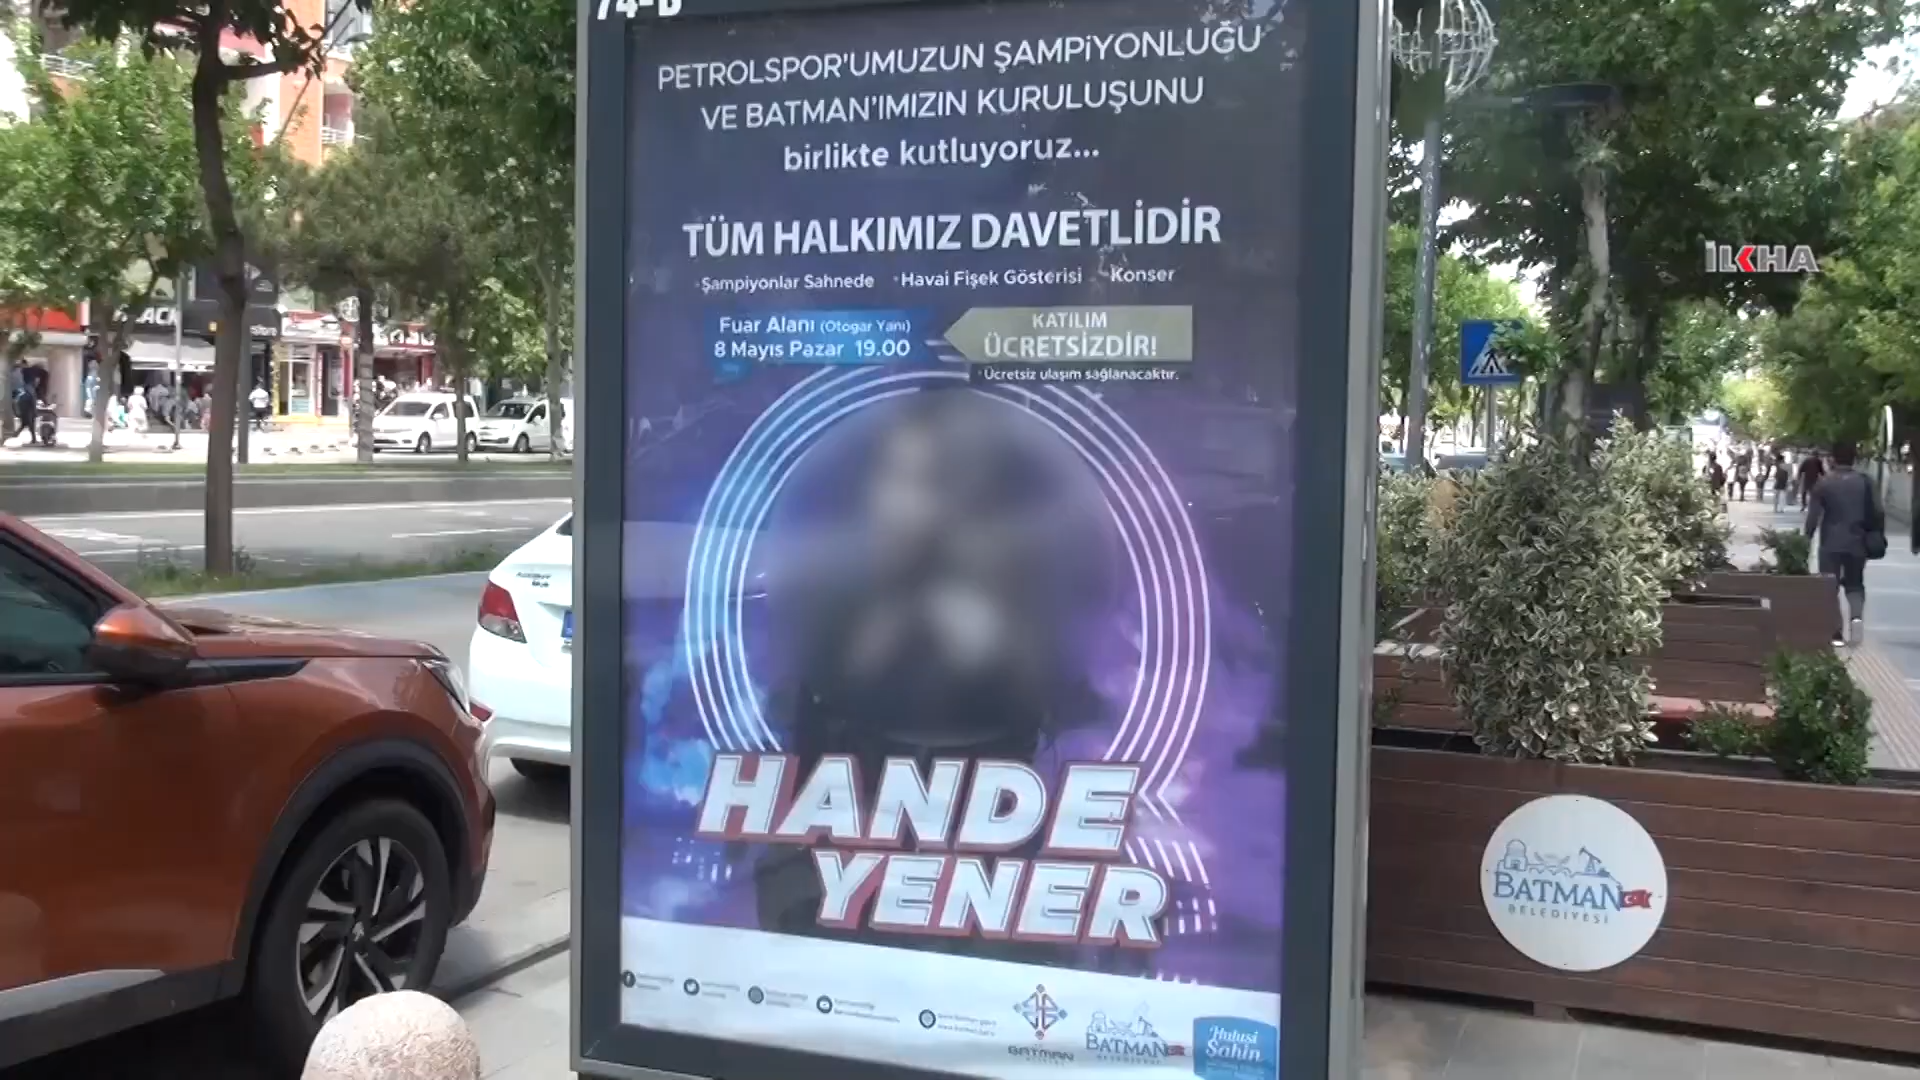 74-B
PETROLSPOR'UMUZUN ŞAMPİYONLUĞU
VE BATMAN'IMIZIN KURULUŞUNU
birlikte kutluyoruz...
TÜM HALKIMIZ DAVETLİDİR
·Şampiyonlar Sahnede ·Havai Fişek Gösterisi ·Konser
Fuar Alanı (Otogar Yanı)
8 Mayıs Pazar 19.00
KATILIM
ÜCRETSİZDİR!
·Ücretsiz ulaşım sağlanacaktır.
HANDE
YENER
BATMAN
BATMAN
Hulusi
Şahin
İLKHA
BATMAN
BELEDİYESİ